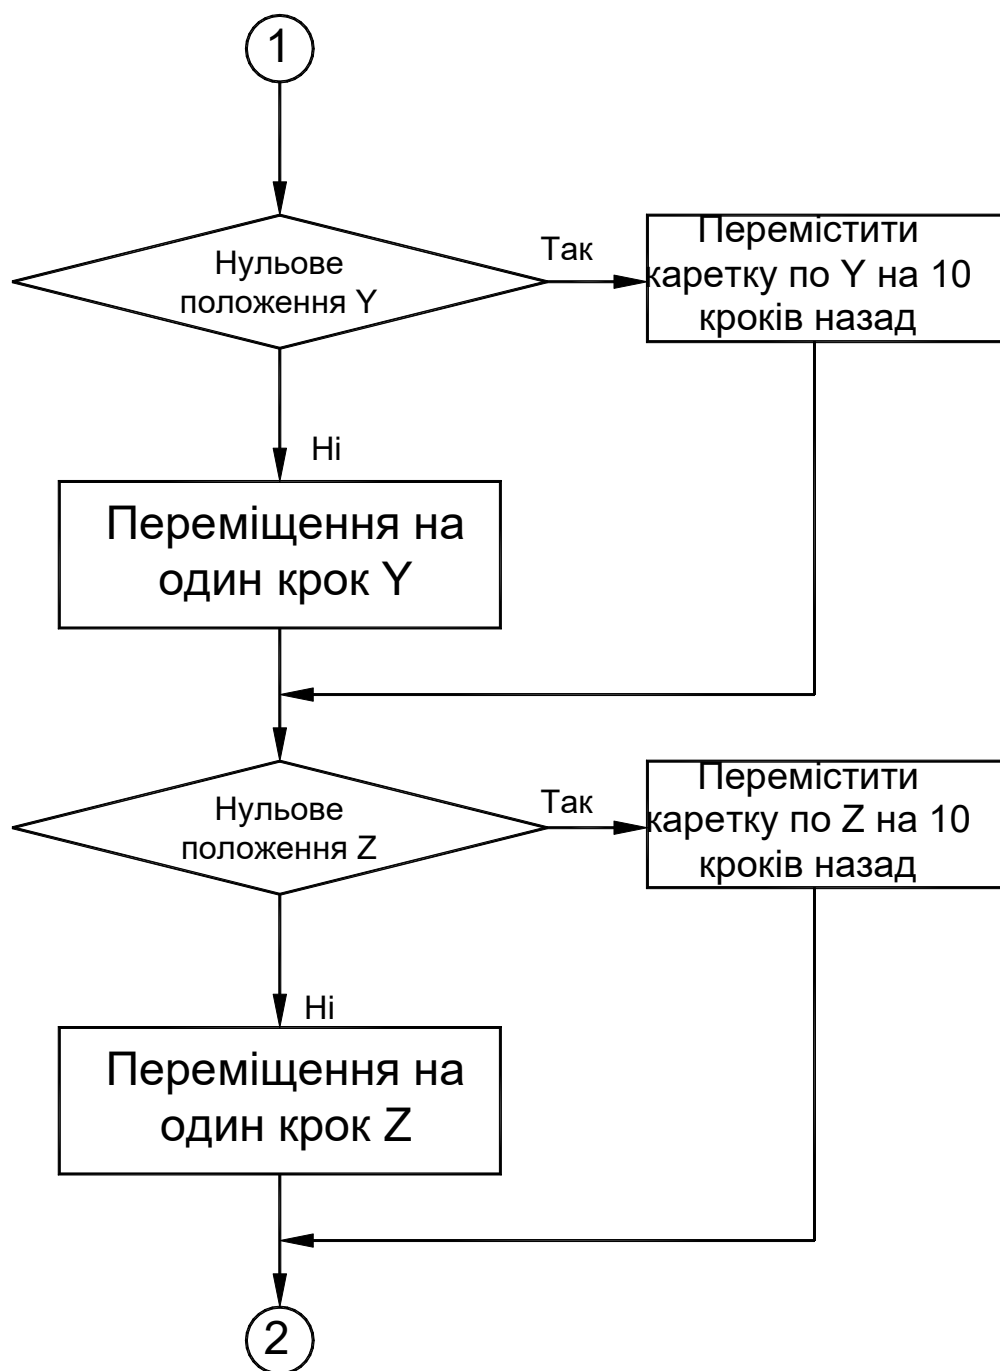 1
Нульове
положення Y
Так
Перемістити
каретку по Y на 10
кроків назад
Ні
Переміщення на
один крок Y
Нульове
положення Z
Так
Перемістити
каретку по Z на 10
кроків назад
Ні
Переміщення на
один крок Z
2